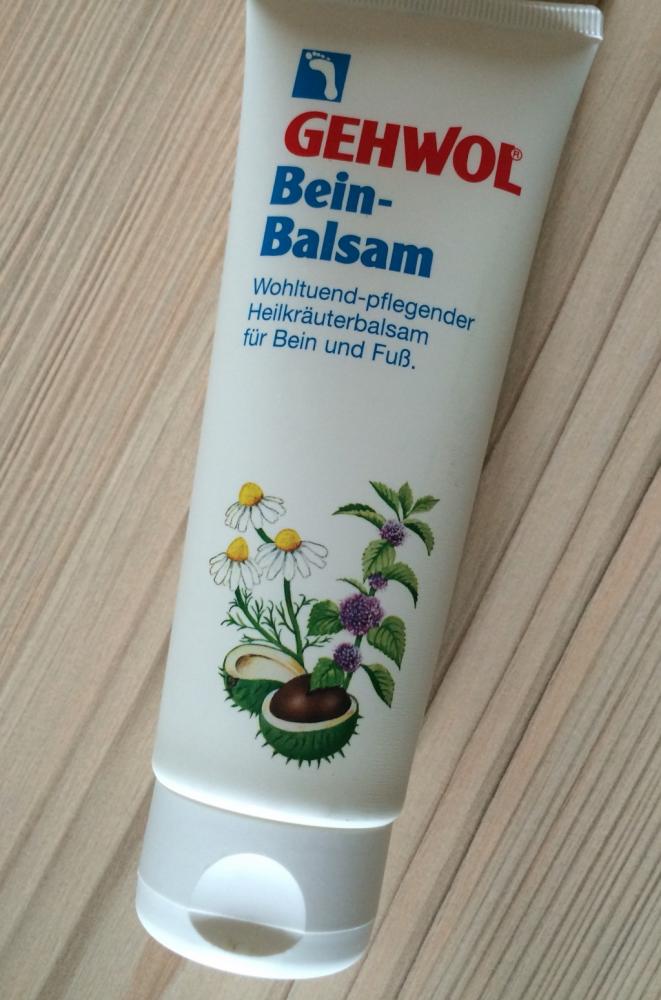 GEHWOL®
Bein-
Balsam
Wohltuend-pflegender
Heilkräuterbalsam
für Bein und Fuß.